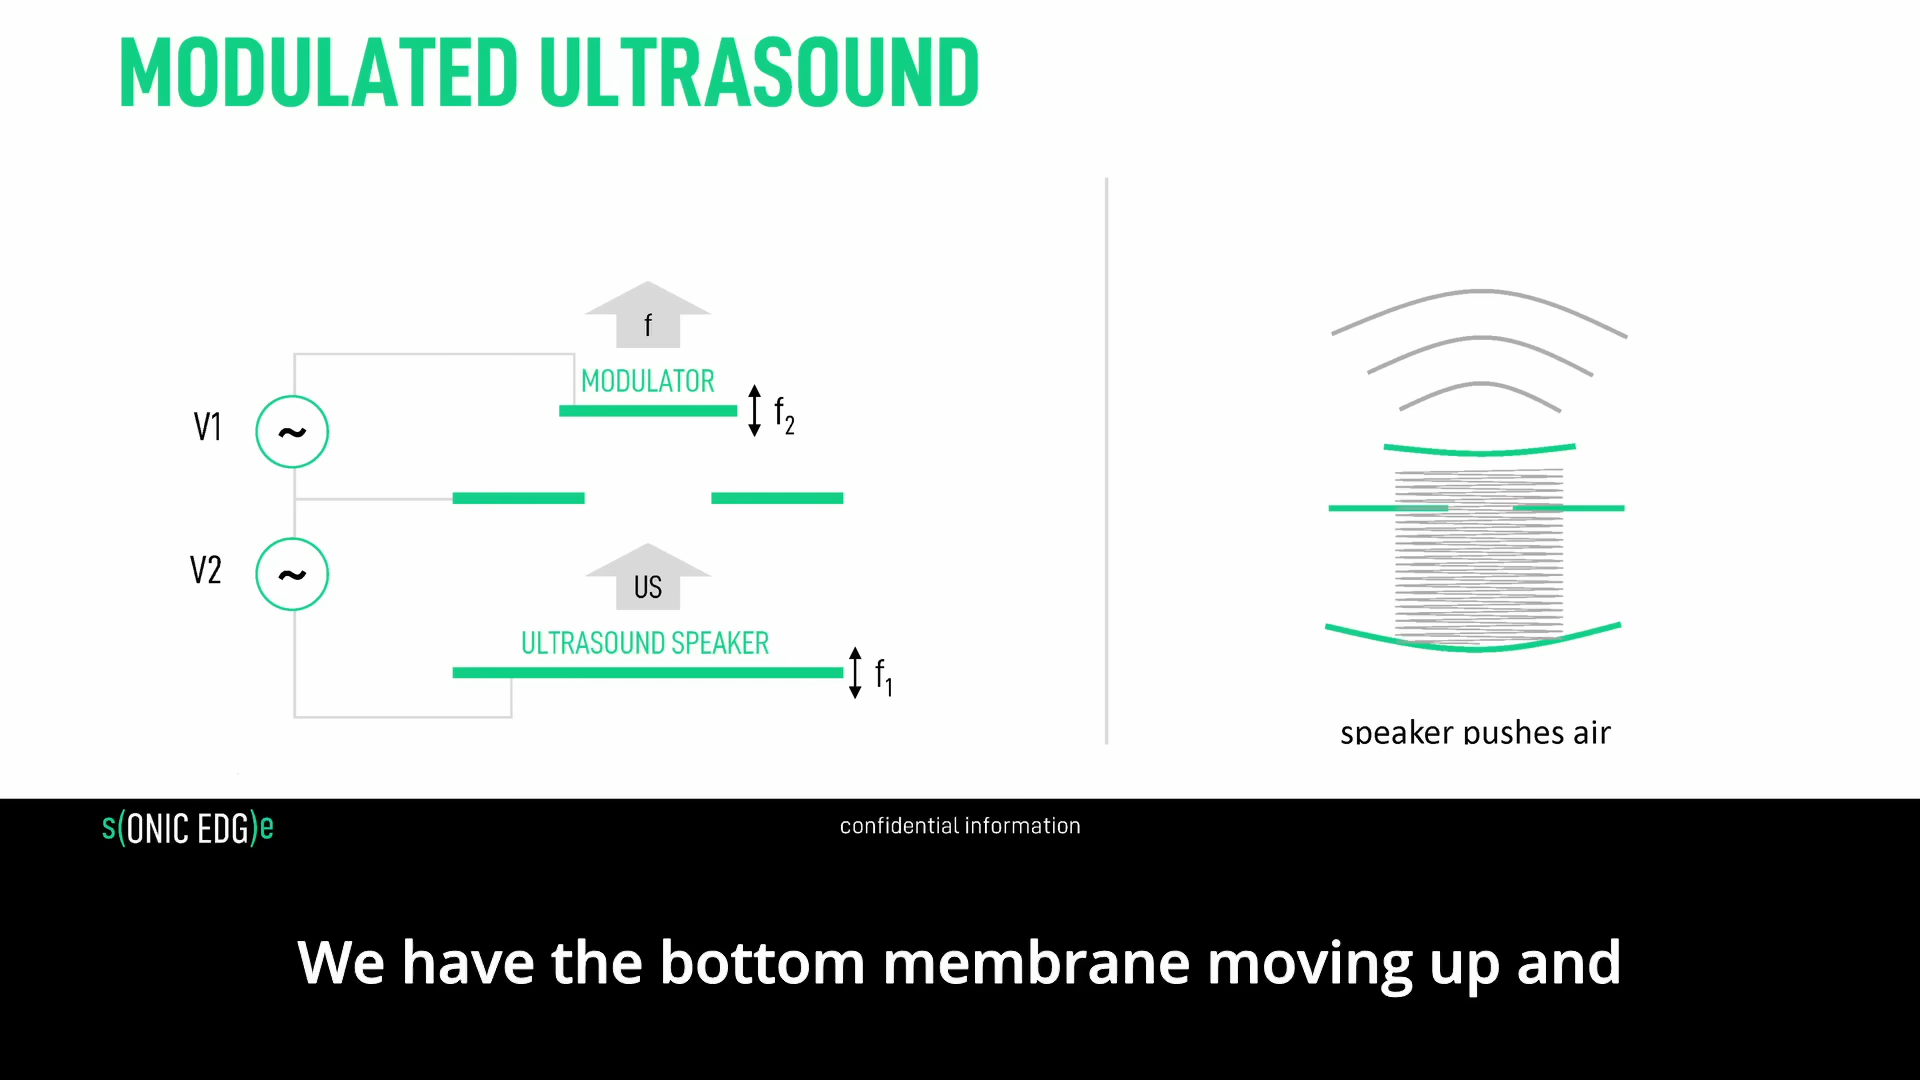 MODULATED ULTRASOUND
f
MODULATOR
f2
V1
V2
US
ULTRASOUND SPEAKER
f1
speaker pushes air
s(ONIC EDG)e
confidential information
We have the bottom membrane moving up and